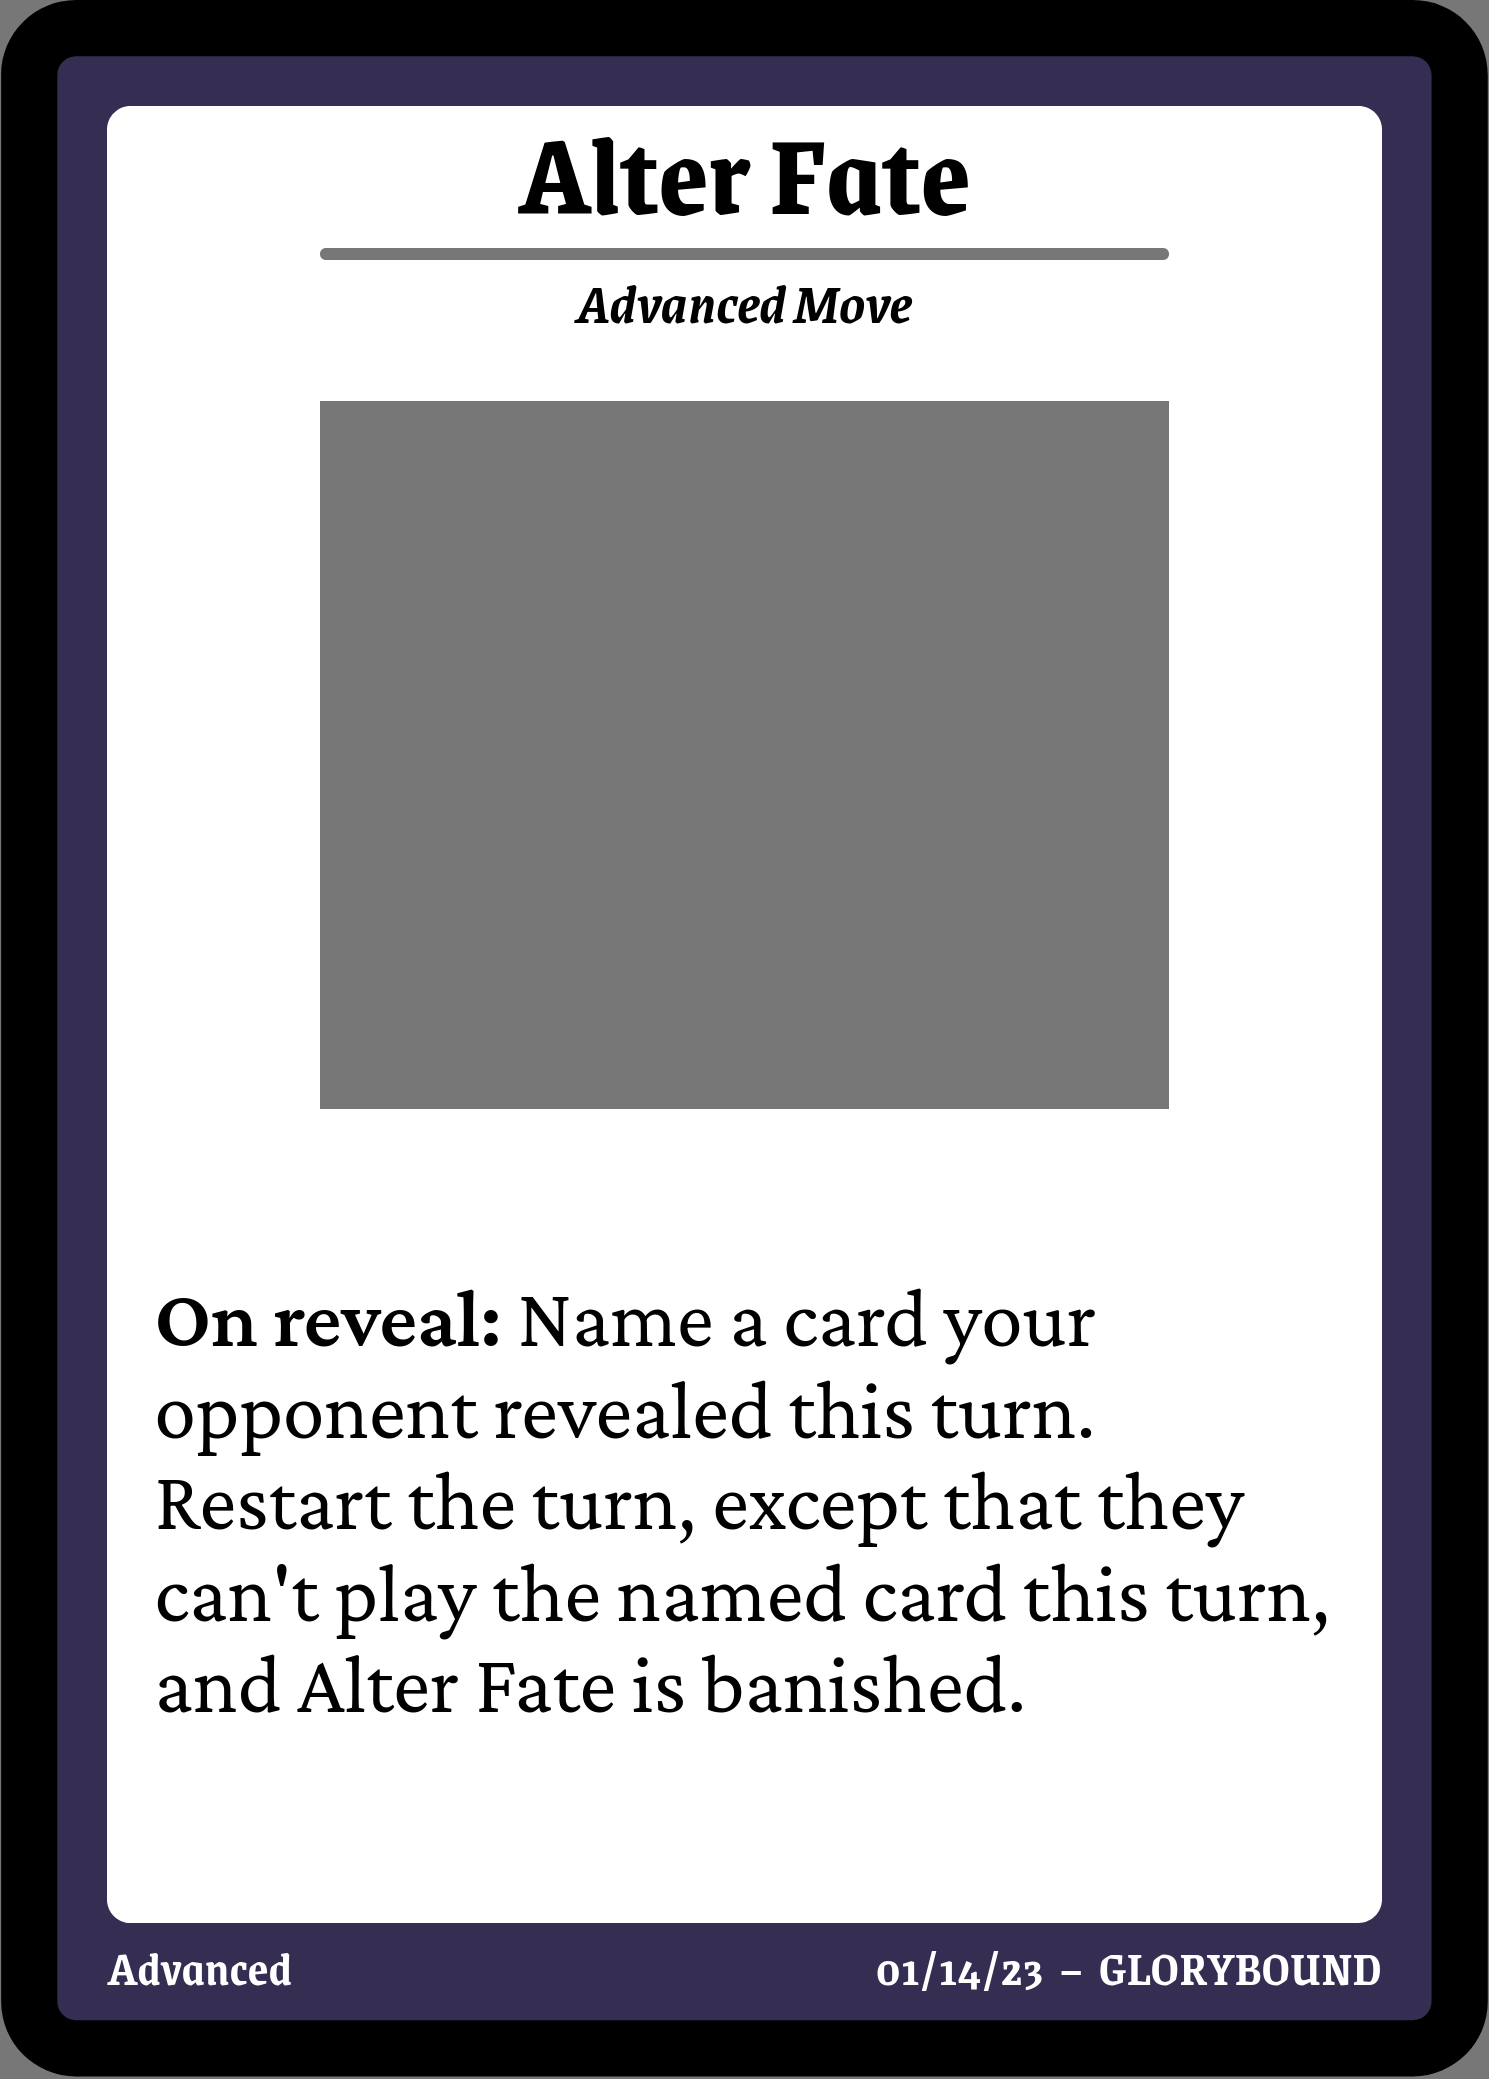 Alter Fate
Advanced Move
On reveal: Name a card your
opponent revealed this turn.
Restart the turn, except that they
can't play the named card this turn,
and Alter Fate is banished.
Advanced
01/14/23 – GLORYBOUND